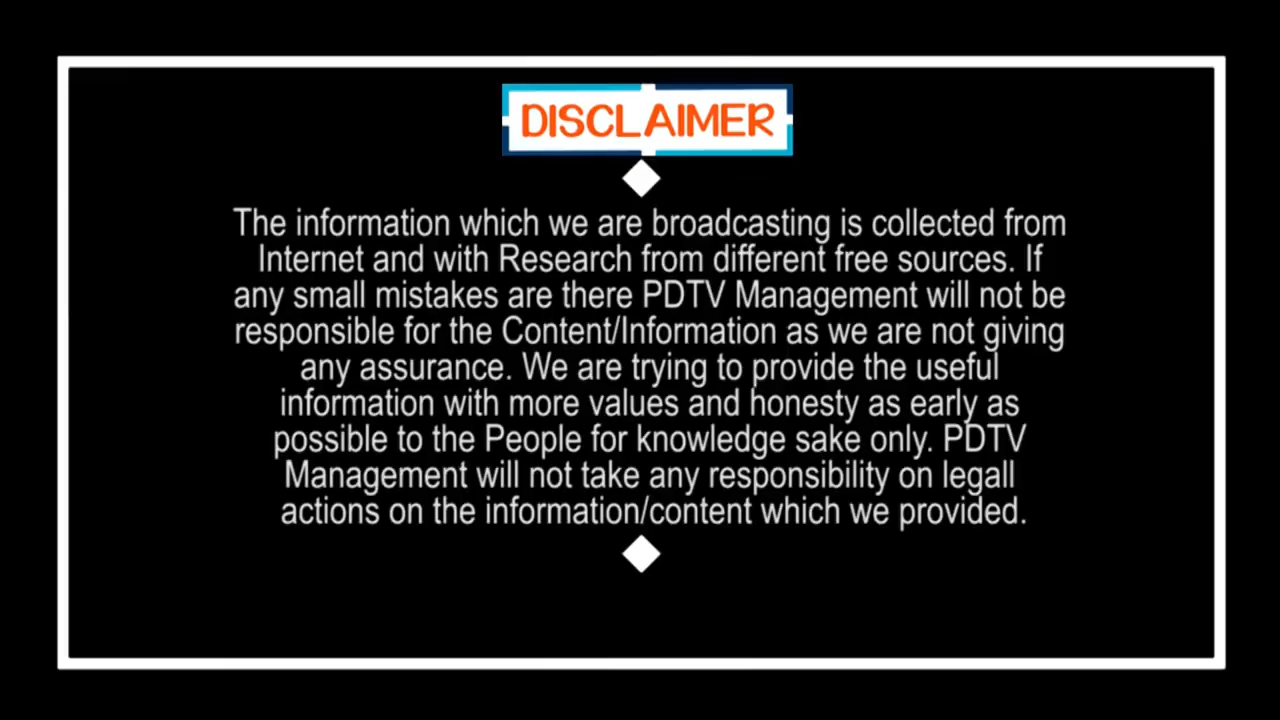 DISCLAIMER
The information which we are broadcasting is collected from
Internet and with Research from different free sources. If
any small mistakes are there PDTV Management will not be
responsible for the Content/Information as we are not giving
any assurance. We are trying to provide the useful
information with more values and honesty as early as
possible to the People for knowledge sake only. PDTV
Management will not take any responsibility on legall
actions on the information/content which we provided.